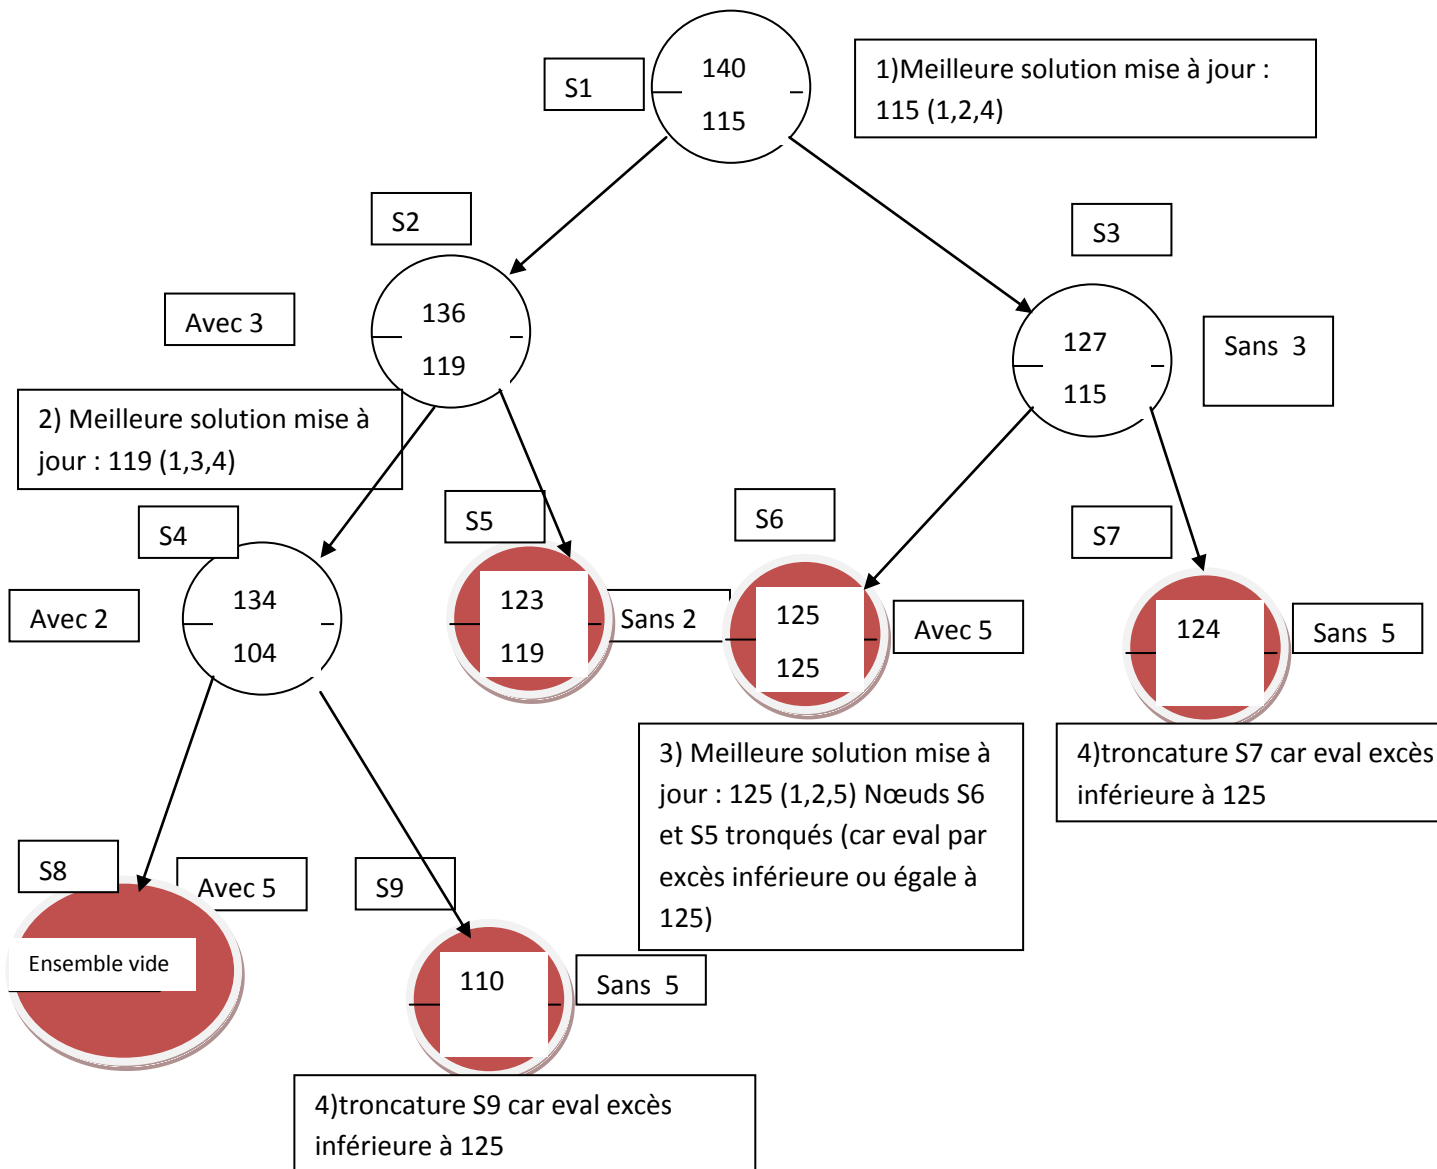 S1
140
115
1)Meilleure solution mise à jour :
115 (1,2,4)
S2
S3
Avec 3
136
119
127
115
Sans 3
2) Meilleure solution mise à
jour : 119 (1,3,4)
S4
S5
S6
S7
Avec 2
134
104
123
119
Sans 2
125
125
Avec 5
124
Sans 5
3) Meilleure solution mise à
jour : 125 (1,2,5) Nœuds S6
et S5 tronqués (car eval par
excès inférieure ou égale à
125)
4)troncature S7 car eval excès
inférieure à 125
S8
Avec 5
S9
Ensemble vide
110
Sans 5
4)troncature S9 car eval excès
inférieure à 125